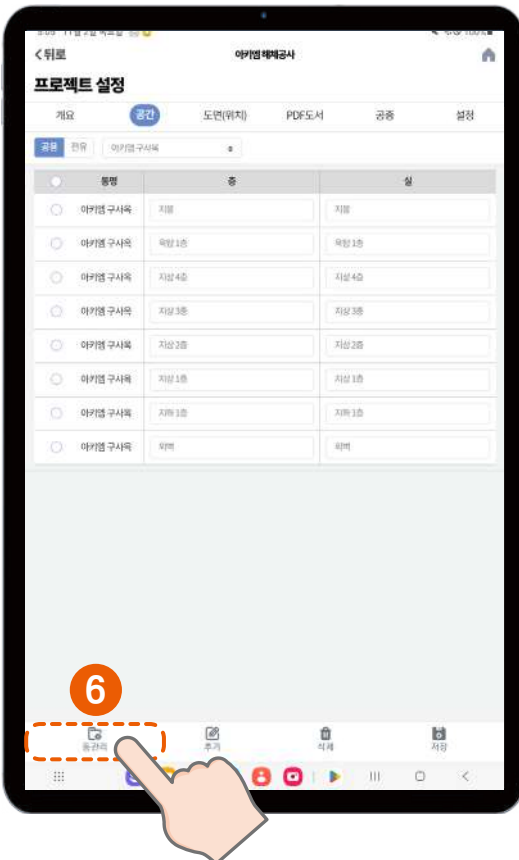 < 뒤로 아키엠 해체공사
프로젝트 설정
개요 공간 도면(위치) PDF도서 공종 설정
공용 전유 아키엠 구사옥
동명 층 실
아키엠 구사옥 지붕 지붕
아키엠 구사옥 옥탑 1층 옥탑 1층
아키엠 구사옥 지상 4층 지상 4층
아키엠 구사옥 지상 3층 지상 3층
아키엠 구사옥 지상 2층 지상 2층
아키엠 구사옥 지상 1층 지상 1층
아키엠 구사옥 지하 1층 지하 1층
아키엠 구사옥 외벽 외벽
6
동관리 추가 삭제 저장